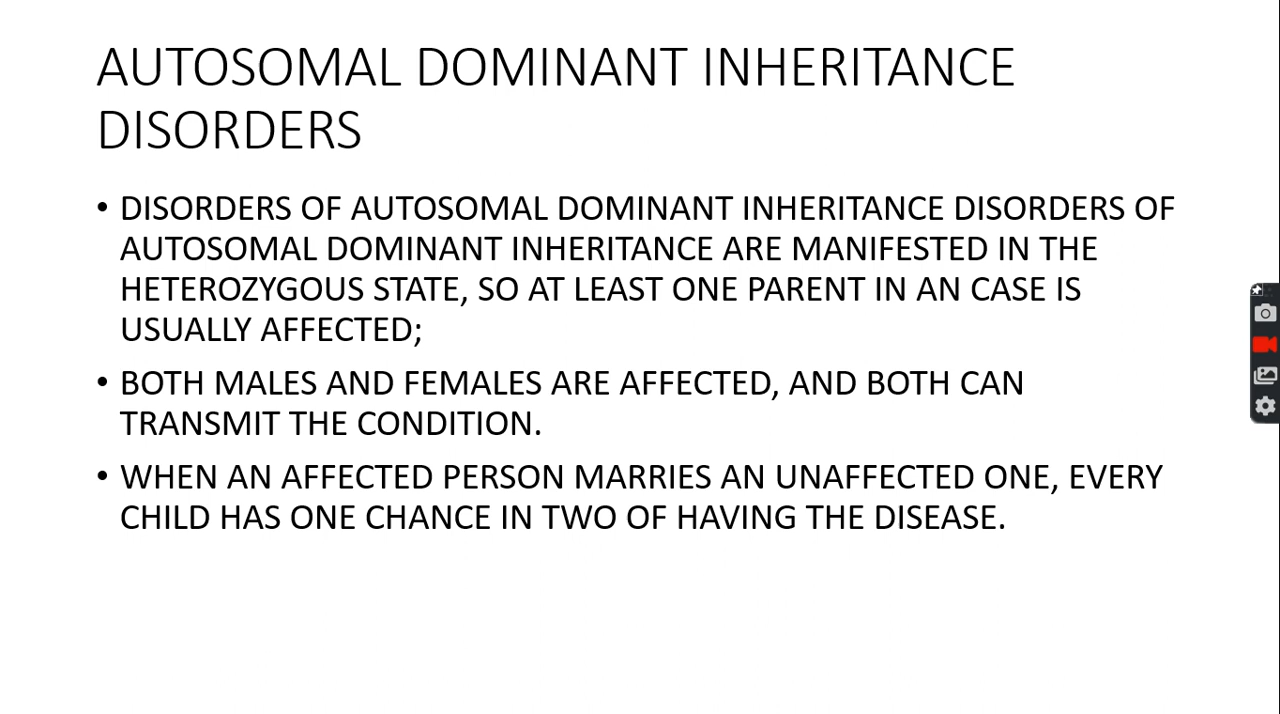 AUTOSOMAL DOMINANT INHERITANCE
DISORDERS
• DISORDERS OF AUTOSOMAL DOMINANT INHERITANCE DISORDERS OF
AUTOSOMAL DOMINANT INHERITANCE ARE MANIFESTED IN THE
HETEROZYGOUS STATE, SO AT LEAST ONE PARENT IN AN CASE IS
USUALLY AFFECTED;
• BOTH MALES AND FEMALES ARE AFFECTED, AND BOTH CAN
TRANSMIT THE CONDITION.
• WHEN AN AFFECTED PERSON MARRIES AN UNAFFECTED ONE, EVERY
CHILD HAS ONE CHANCE IN TWO OF HAVING THE DISEASE.